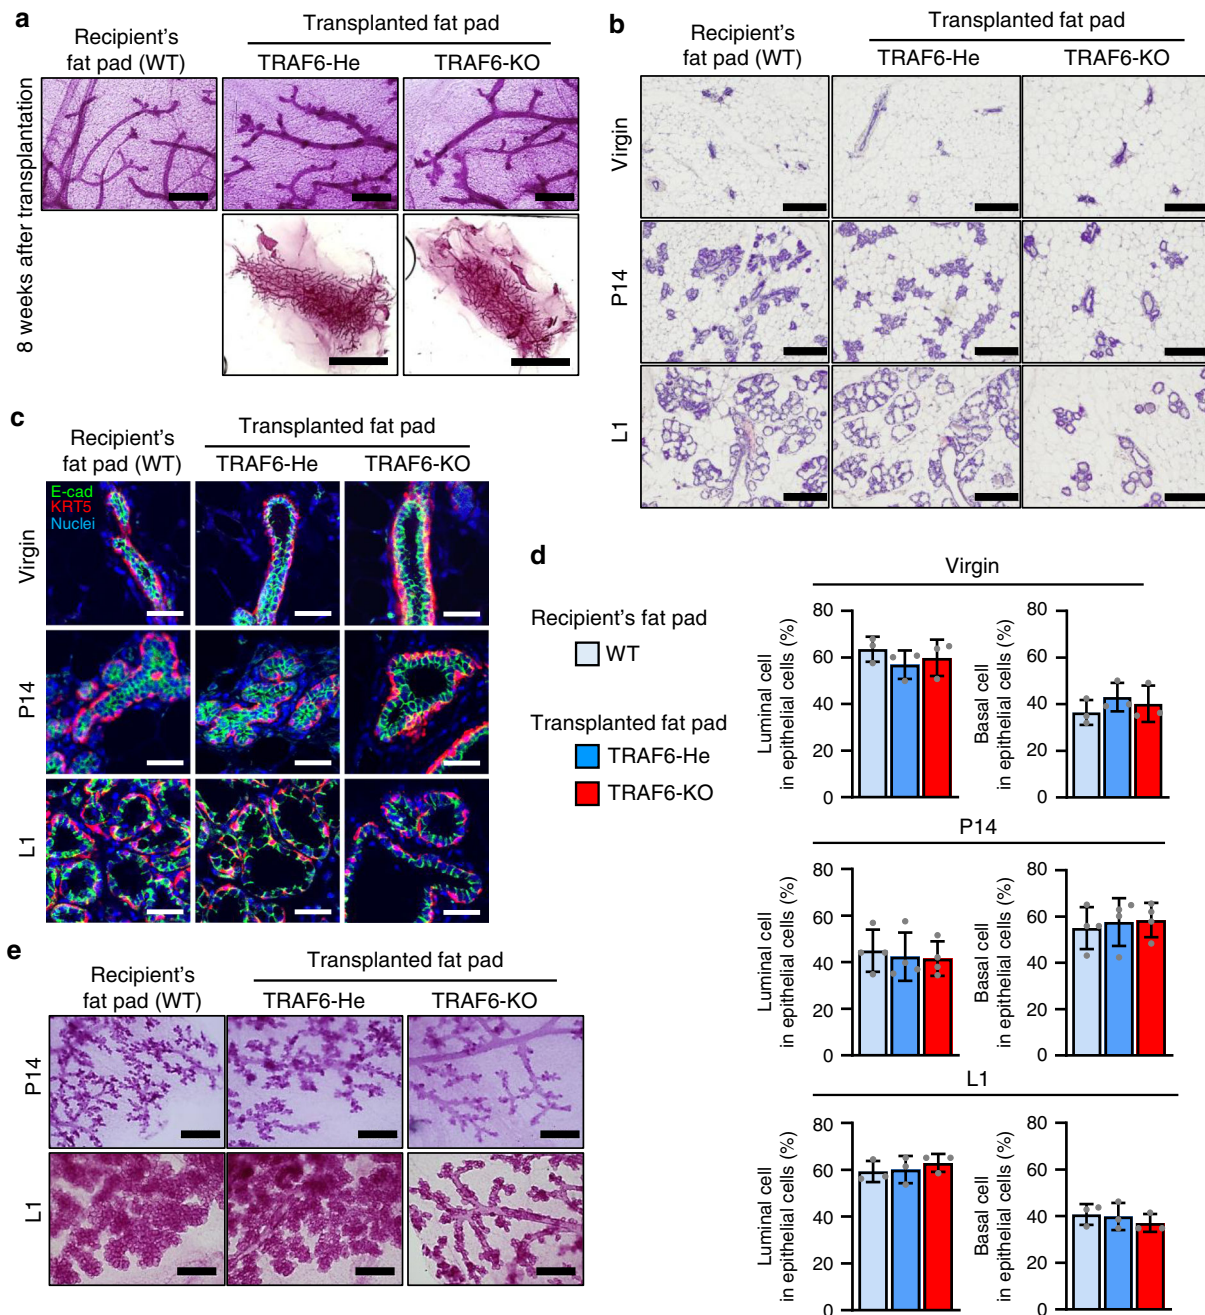 a
Transplanted fat pad
Recipient's
fat pad (WT)
TRAF6-He
TRAF6-KO
8 weeks after transplantation
b
Transplanted fat pad
Recipient's
fat pad (WT)
TRAF6-He
TRAF6-KO
Virgin
P14
L1
c
Transplanted fat pad
Recipient's
fat pad (WT)
TRAF6-He
TRAF6-KO
E-cad
KRT5
Nuclei
Virgin
P14
L1
d
Recipient's fat pad
WT
Transplanted fat pad
TRAF6-He
TRAF6-KO
Virgin
Luminal cell
in epithelial cells (%)
80
60
40
20
0
Basal cell
in epithelial cells (%)
80
60
40
20
0
P14
Luminal cell
in epithelial cells (%)
80
60
40
20
0
Basal cell
in epithelial cells (%)
80
60
40
20
0
L1
Luminal cell
in epithelial cells (%)
80
60
40
20
0
Basal cell
in epithelial cells (%)
80
60
40
20
0
e
Transplanted fat pad
Recipient's
fat pad (WT)
TRAF6-He
TRAF6-KO
P14
L1